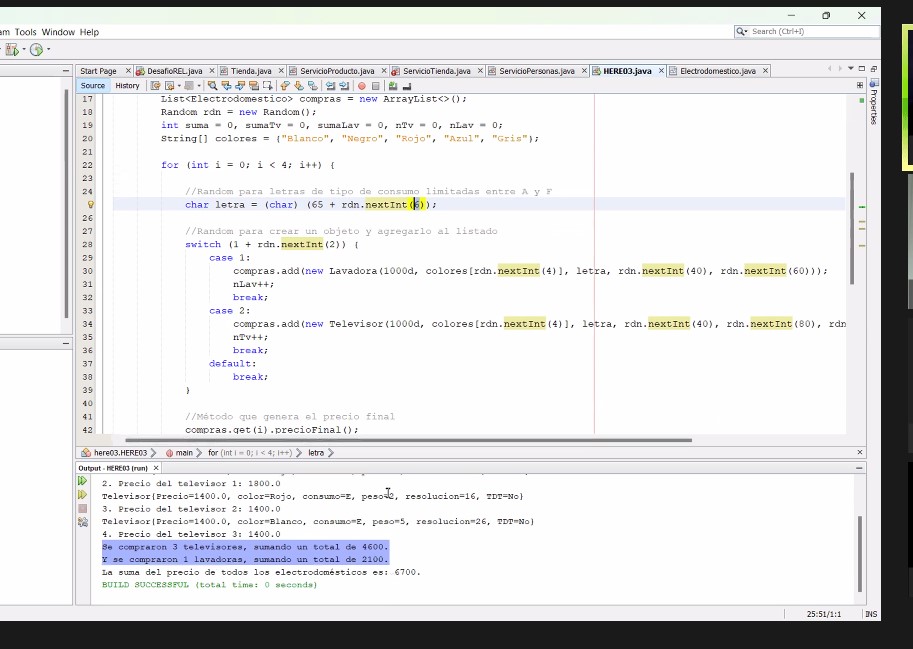 am Tools Window Help
Search (Ctrl+I)
Start Page DesafioREL.java Tienda.java ServicioProducto.java ServicioTienda.java ServicioPersonas.java HERE03.java Electrodomestico.java
Source History
Properties
17 List<Electrodomestico> compras = new ArrayList<>();
18 Random rdn = new Random();
19 int suma = 0, sumaTv = 0, sumaLav = 0, nTv = 0, nLav = 0;
20 String[] colores = {"Blanco", "Negro", "Rojo", "Azul", "Gris"};
21
22 for (int i = 0; i < 4; i++) {
23
24 //Random para letras de tipo de consumo limitadas entre A y F
char letra = (char) (65 + rdn.nextInt(6));
26
27 //Random para crear un objeto y agregarlo al listado
28 switch (1 + rdn.nextInt(2)) {
29 case 1:
30 compras.add(new Lavadora(1000d, colores[rdn.nextInt(4)], letra, rdn.nextInt(40), rdn.nextInt(60)));
31 nLav++;
32 break;
33 case 2:
34 compras.add(new Televisor(1000d, colores[rdn.nextInt(4)], letra, rdn.nextInt(40), rdn.nextInt(80), rdn
35 nTv++;
36 break;
37 default:
38 break;
39 }
40
41 //Método que genera el precio final
42 compras.get(i).precioFinal();
here03.HERE03 main for (int i = 0; i < 4; i++) letra
Output - HERE03 (run)
2. Precio del televisor 1: 1800.0
Televisor{Precio=1400.0, color=Rojo, consumo=E, peso=2, resolucion=16, TDT=No}
3. Precio del televisor 2: 1400.0
Televisor{Precio=1400.0, color=Blanco, consumo=E, peso=5, resolucion=26, TDT=No}
4. Precio del televisor 3: 1400.0
Se compraron 3 televisores, sumando un total de 4600.
Y se compraron 1 lavadoras, sumando un total de 2100.
La suma del precio de todos los electrodomésticos es: 6700.
BUILD SUCCESSFUL (total time: 0 seconds)
25:51/1:1 INS